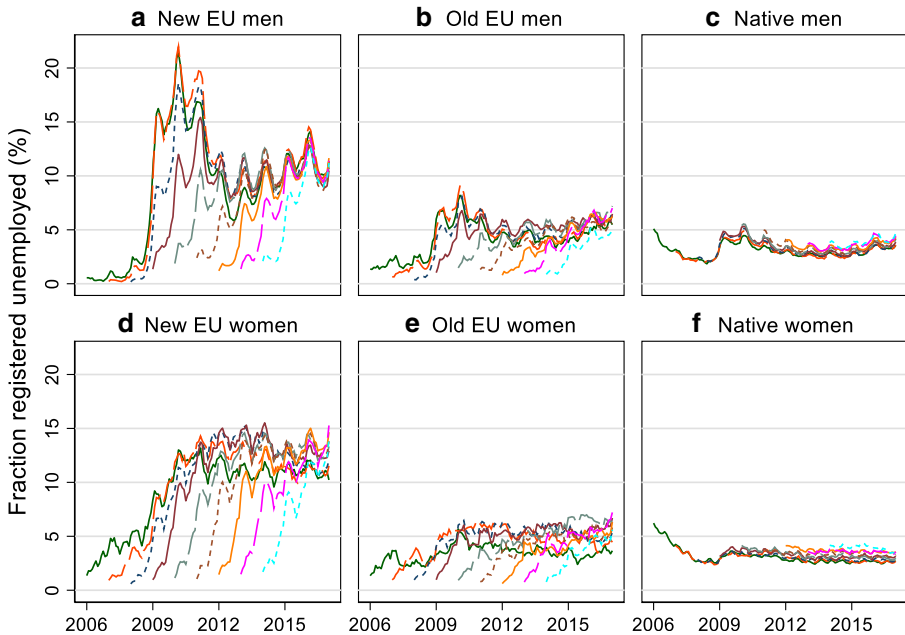 a New EU men
b Old EU men
c Native men
20
15
10
5
0
Fraction registered unemployed (%)
d New EU women
e Old EU women
f Native women
20
15
10
5
0
2006 2009 2012 2015
2006 2009 2012 2015
2006 2009 2012 2015